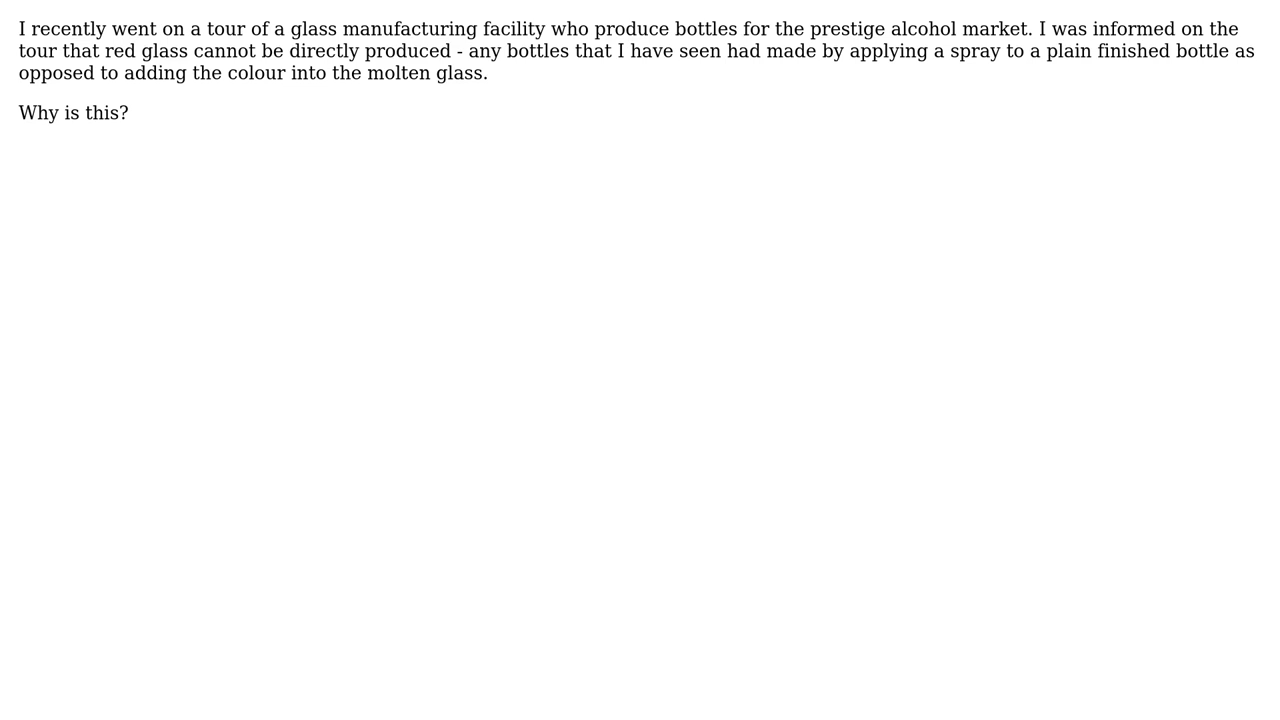 I recently went on a tour of a glass manufacturing facility who produce bottles for the prestige alcohol market. I was informed on the
tour that red glass cannot be directly produced - any bottles that I have seen had made by applying a spray to a plain finished bottle as
opposed to adding the colour into the molten glass.
Why is this?